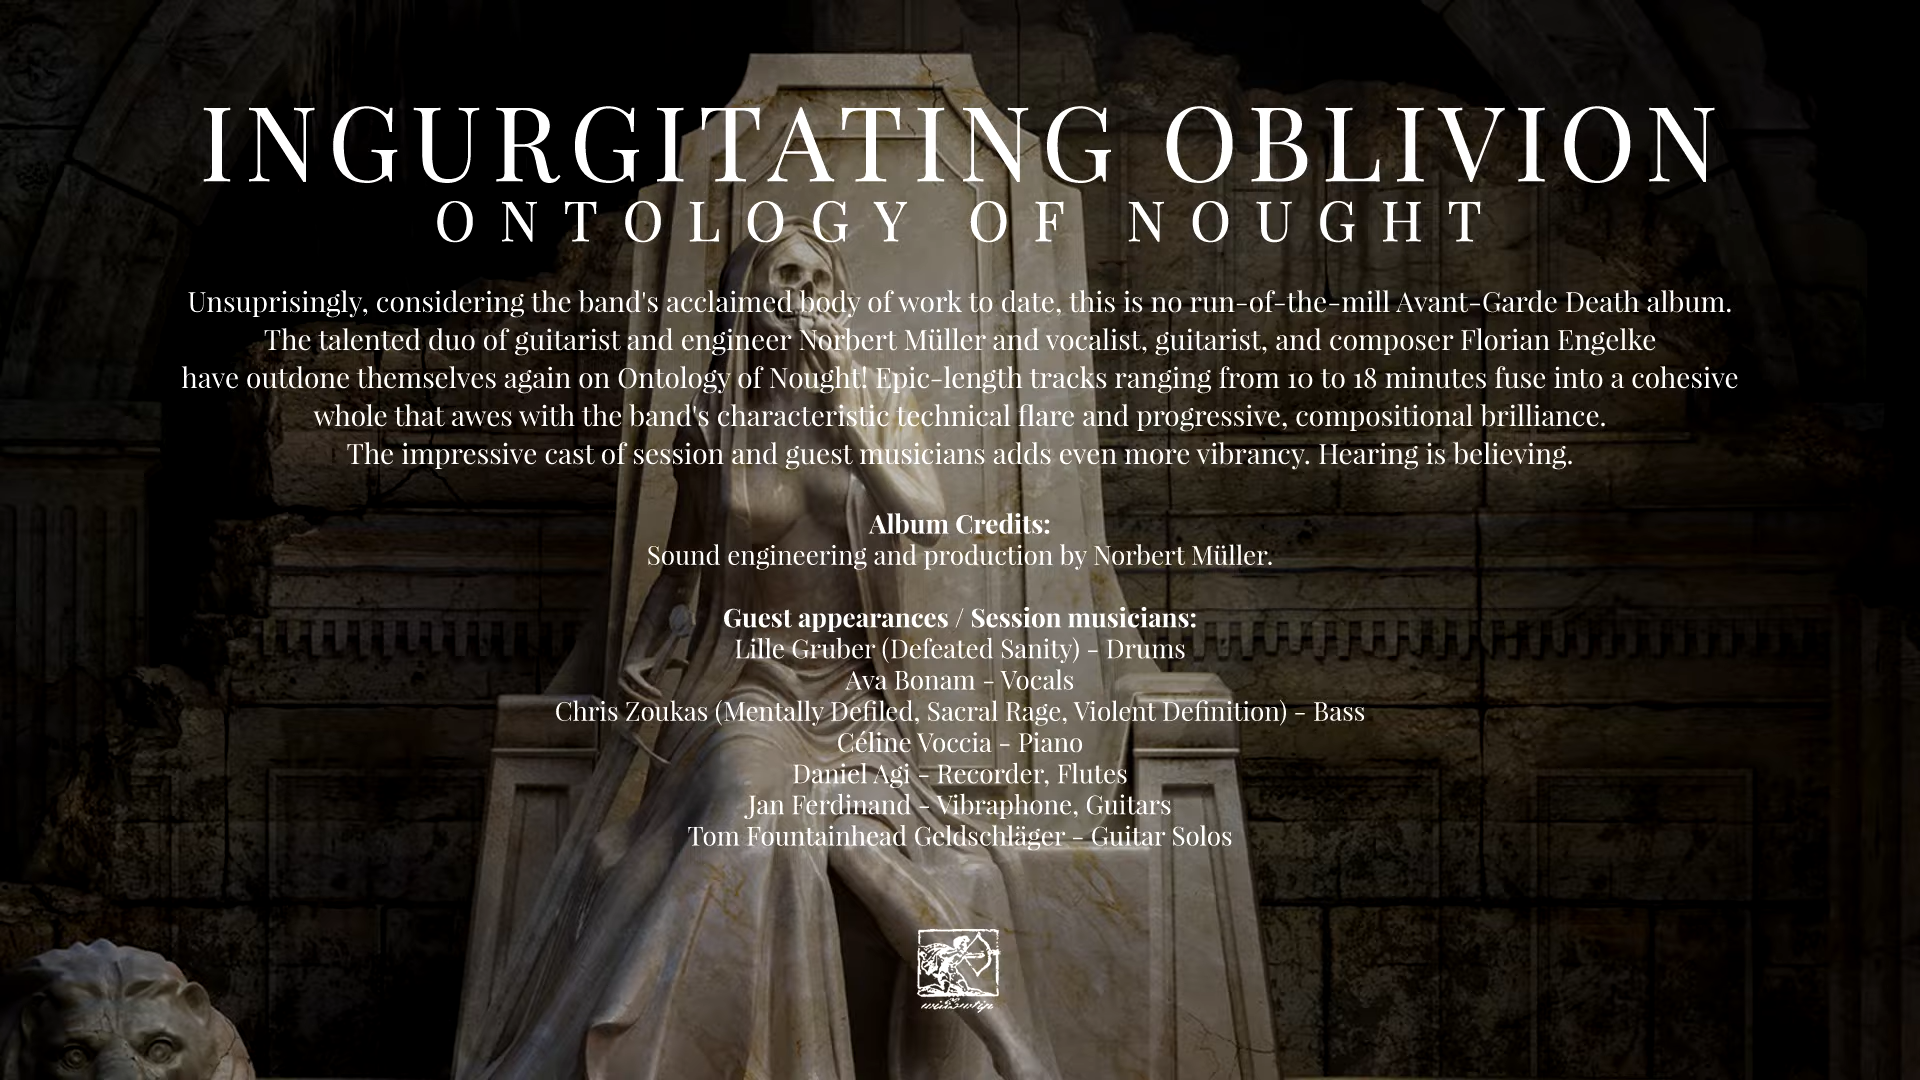 INGURGITATING OBLIVION
ONTOLOGY OF NOUGHT
Unsuprisingly, considering the band's acclaimed body of work to date, this is no run-of-the-mill Avant-Garde Death album.
The talented duo of guitarist and engineer Norbert Müller and vocalist, guitarist, and composer Florian Engelke
have outdone themselves again on Ontology of Nought! Epic-length tracks ranging from 10 to 18 minutes fuse into a cohesive
whole that awes with the band's characteristic technical flare and progressive, compositional brilliance.
The impressive cast of session and guest musicians adds even more vibrancy. Hearing is believing.
Album Credits:
Sound engineering and production by Norbert Müller.
Guest appearances / Session musicians:
Lille Gruber (Defeated Sanity) - Drums
Ava Bonam - Vocals
Chris Zoukas (Mentally Defiled, Sacral Rage, Violent Definition) - Bass
Céline Voccia - Piano
Daniel Agi - Recorder, Flutes
Jan Ferdinand - Vibraphone, Guitars
Tom Fountainhead Geldschläger - Guitar Solos
willowtip